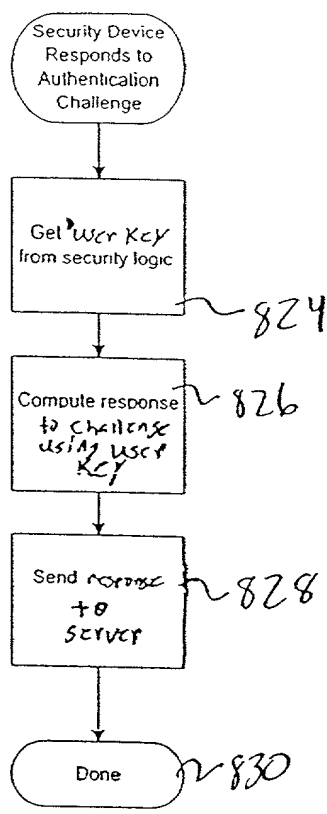 Security Device
Responds to
Authentication
Challenge
Get User Key
from security logic
824
Compute response
826
to challenge
using user
key
Send response
828
to
server
Done
830